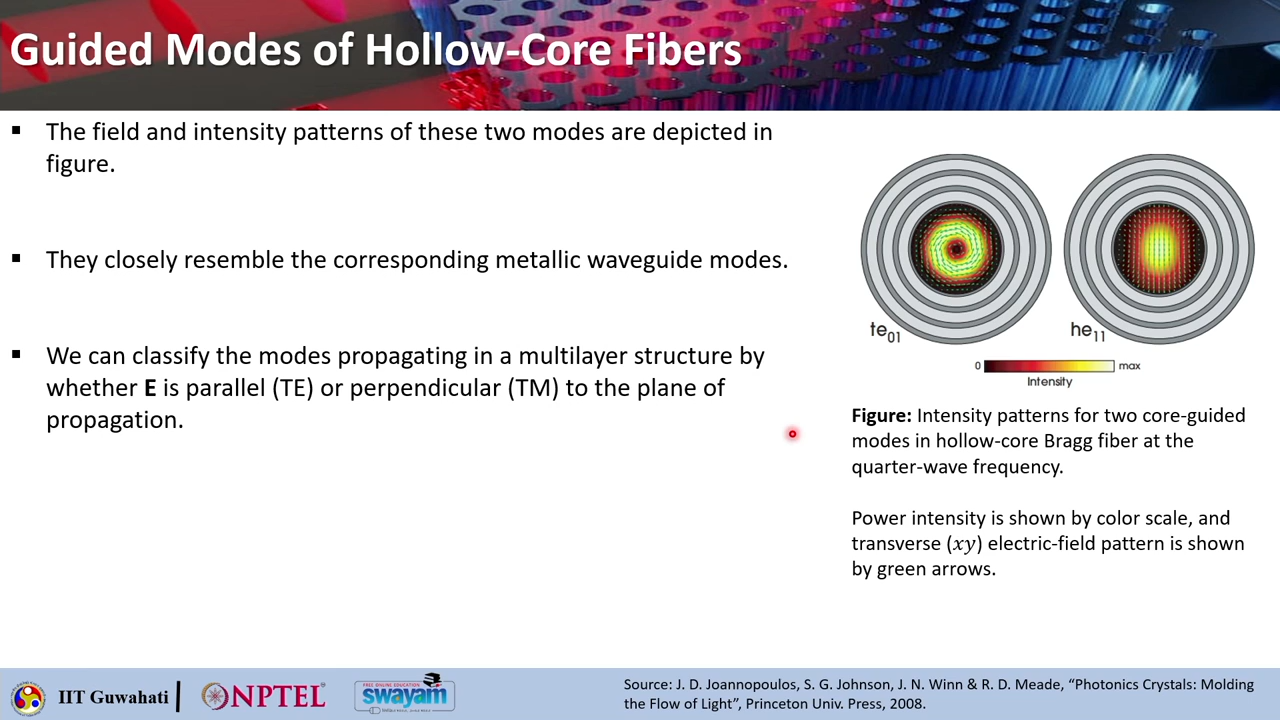 Guided Modes of Hollow-Core Fibers
▪ The field and intensity patterns of these two modes are depicted in
figure.
▪ They closely resemble the corresponding metallic waveguide modes.
▪ We can classify the modes propagating in a multilayer structure by
whether E is parallel (TE) or perpendicular (TM) to the plane of
propagation.
te01
he11
0 max
Intensity
Figure: Intensity patterns for two core-guided
modes in hollow-core Bragg fiber at the
quarter-wave frequency.
Power intensity is shown by color scale, and
transverse (xy) electric-field pattern is shown
by green arrows.
IIT Guwahati
NPTEL
FREE ONLINE EDUCATION
swayam
Source: J. D. Joannopoulos, S. G. Johnson, J. N. Winn & R. D. Meade, “Photonics Crystals: Molding
the Flow of Light”, Princeton Univ. Press, 2008.